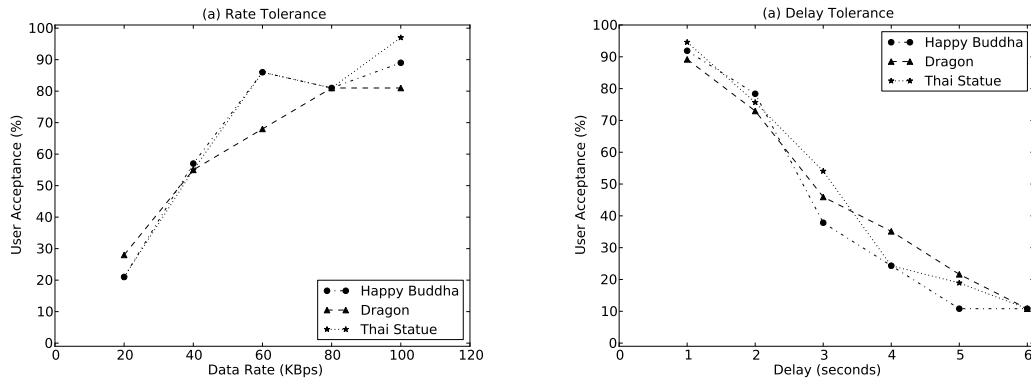 (a) Rate Tolerance
100
90
80
70
60
50
40
30
20
10
0
User Acceptance (%)
0 20 40 60 80 100 120
Data Rate (KBps)
Happy Buddha
Dragon
Thai Statue
(a) Delay Tolerance
100
90
80
70
60
50
40
30
20
10
0
User Acceptance (%)
0 1 2 3 4 5 6
Delay (seconds)
Happy Buddha
Dragon
Thai Statue